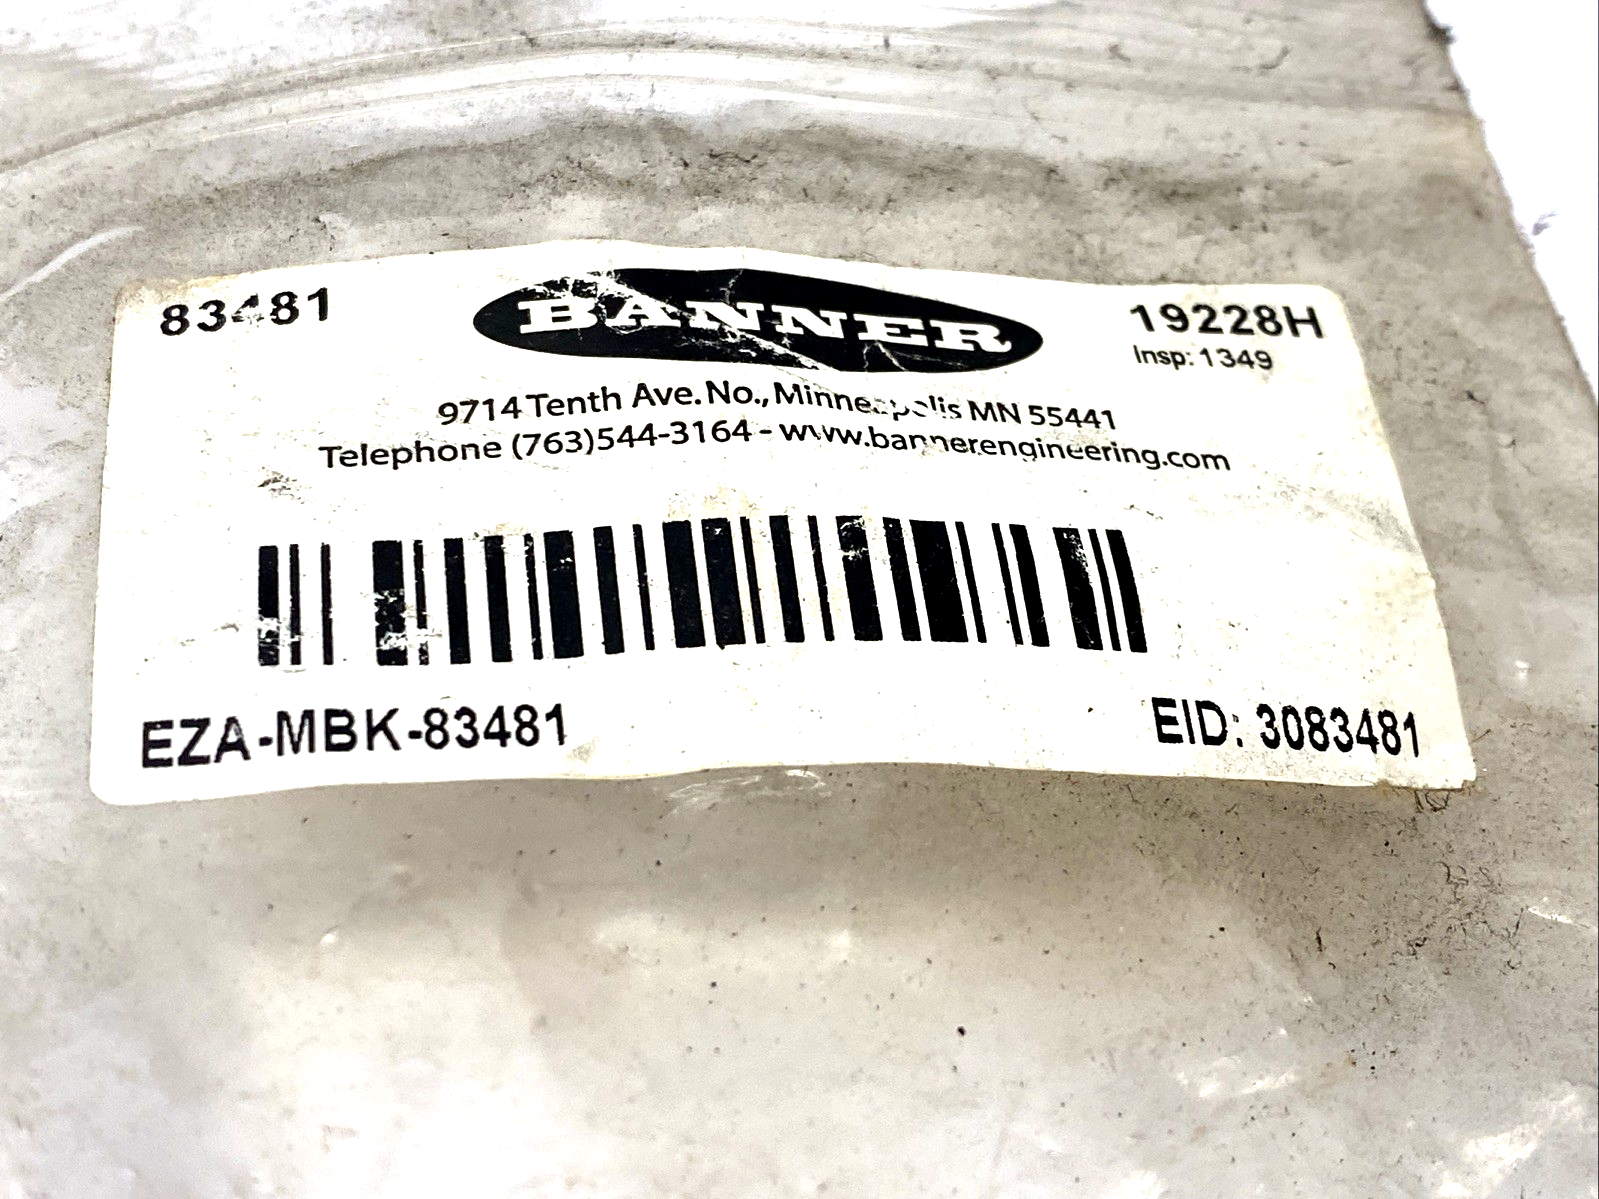 83481
BANNER
19228H
Insp: 1349
9714 Tenth Ave. No., Minneapolis MN 55441
Telephone (763)544-3164 - www.bannerengineering.com
EZA-MBK-83481
EID: 3083481